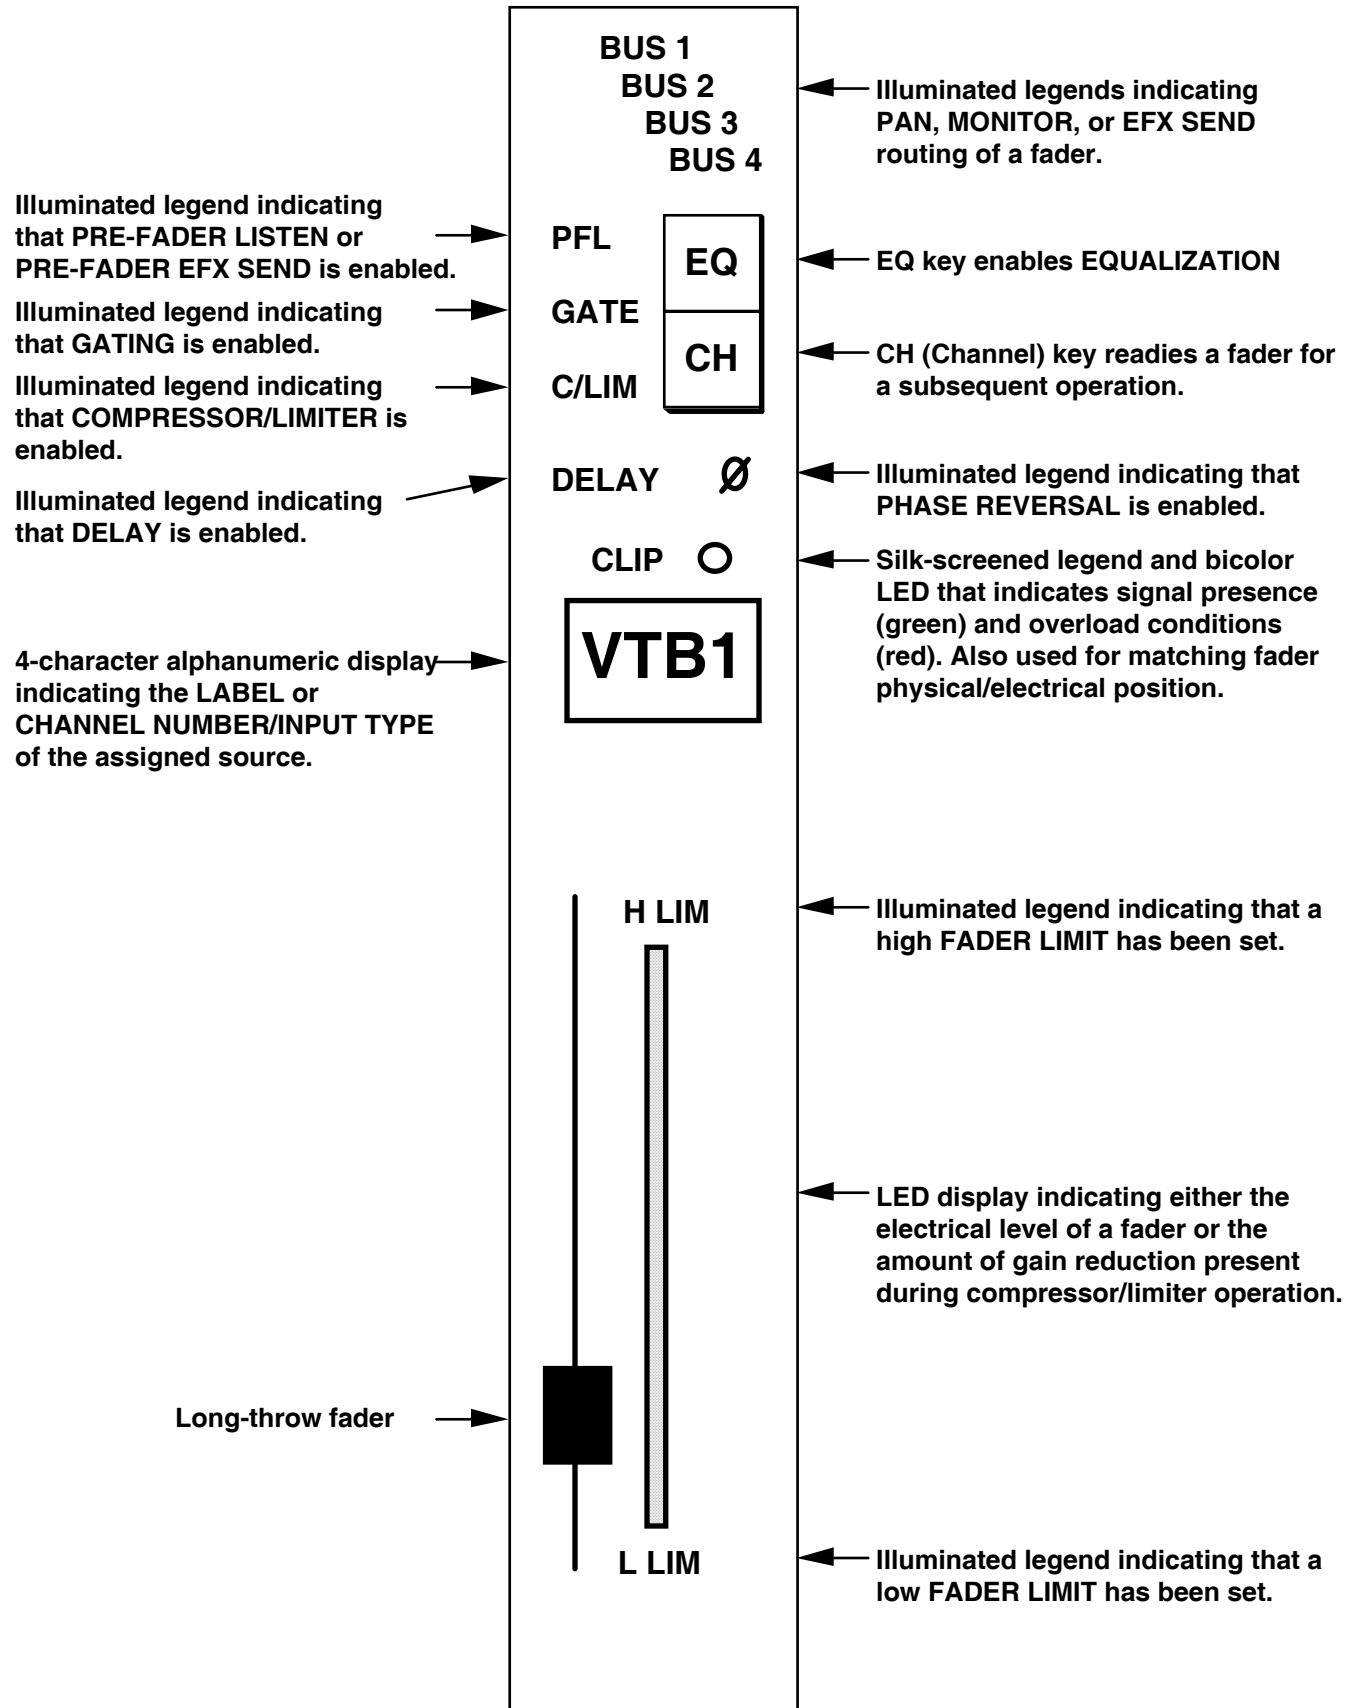 BUS 1
BUS 2
BUS 3
BUS 4
Illuminated legends indicating
PAN, MONITOR, or EFX SEND
routing of a fader.
Illuminated legend indicating
that PRE-FADER LISTEN or
PRE-FADER EFX SEND is enabled.
PFL
EQ
EQ key enables EQUALIZATION
Illuminated legend indicating
that GATING is enabled.
GATE
CH
CH (Channel) key readies a fader for
a subsequent operation.
Illuminated legend indicating
that COMPRESSOR/LIMITER is
enabled.
C/LIM
Illuminated legend indicating
that DELAY is enabled.
DELAY Ø
Illuminated legend indicating that
PHASE REVERSAL is enabled.
CLIP
Silk-screened legend and bicolor
LED that indicates signal presence
(green) and overload conditions
(red). Also used for matching fader
physical/electrical position.
VTB1
4-character alphanumeric display
indicating the LABEL or
CHANNEL NUMBER/INPUT TYPE
of the assigned source.
H LIM
Illuminated legend indicating that a
high FADER LIMIT has been set.
LED display indicating either the
electrical level of a fader or the
amount of gain reduction present
during compressor/limiter operation.
Long-throw fader
L LIM
Illuminated legend indicating that a
low FADER LIMIT has been set.